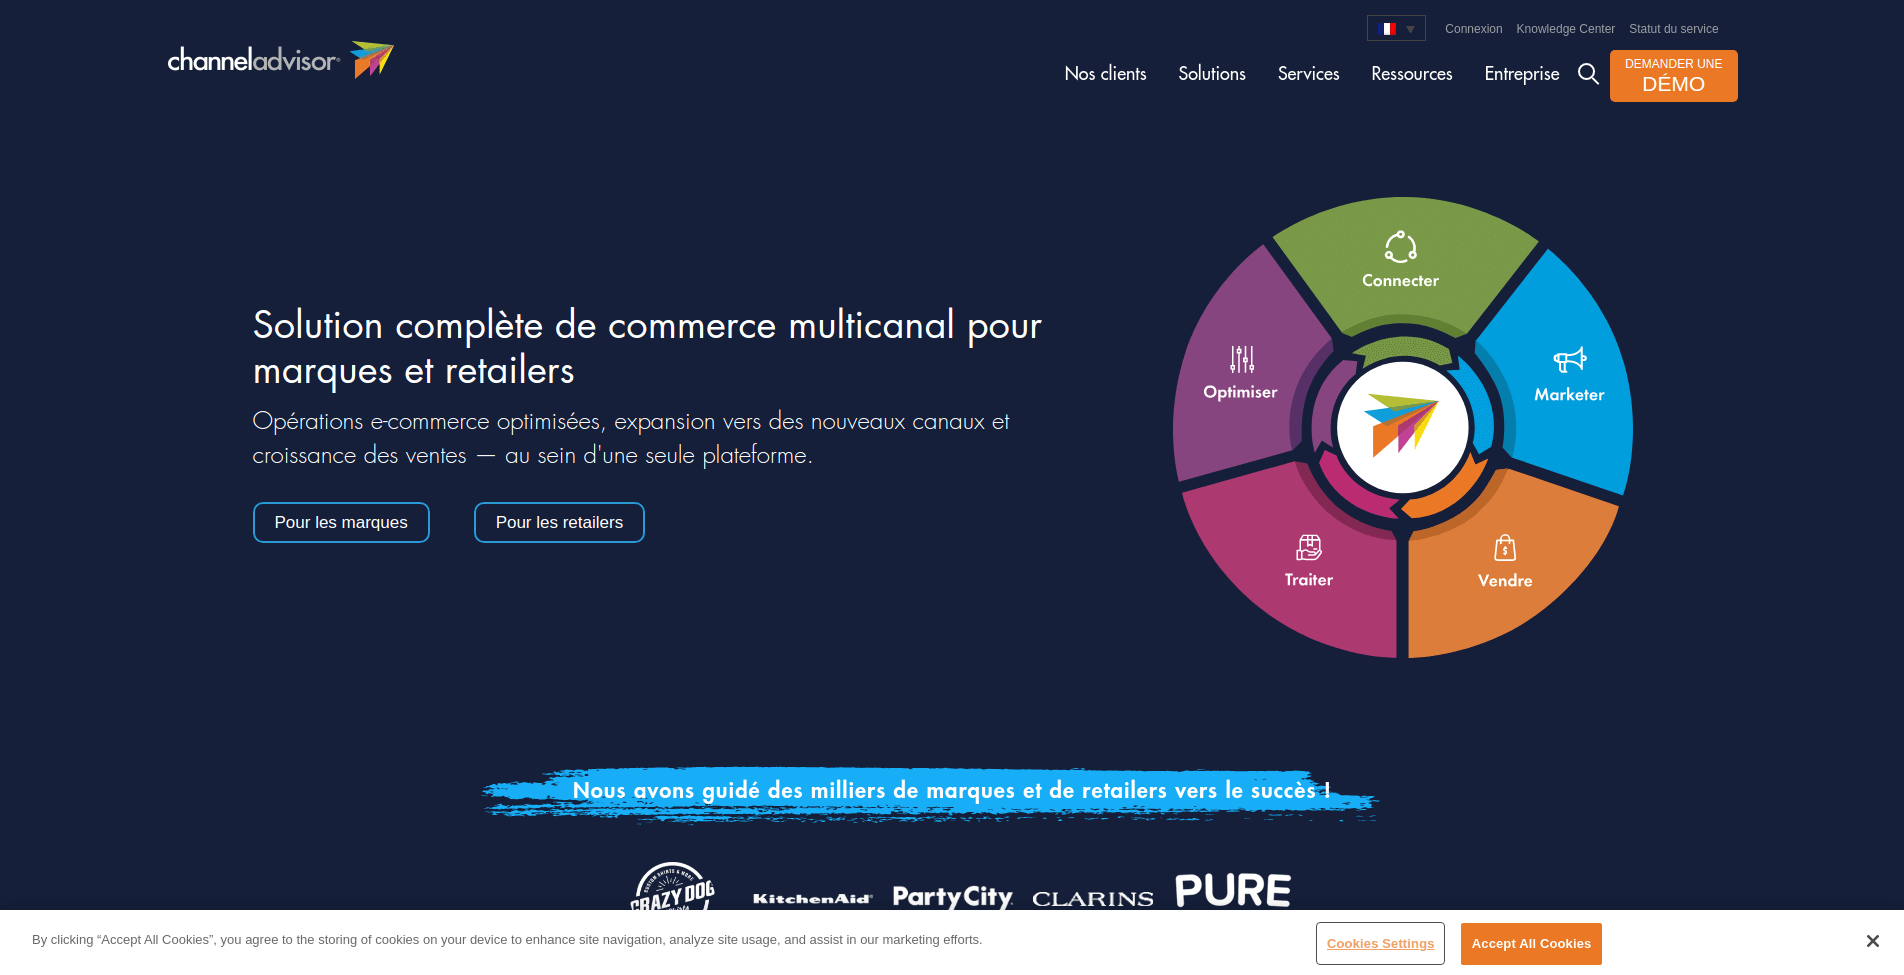 Connexion
Knowledge Center
Statut du service
channeladvisor®
Nos clients
Solutions
Services
Ressources
Entreprise
DEMANDER UNE
DÉMO
Solution complète de commerce multicanal pour
marques et retailers
Opérations e-commerce optimisées, expansion vers des nouveaux canaux et
croissance des ventes — au sein d'une seule plateforme.
Pour les marques
Pour les retailers
Connecter
Optimiser
Marketer
Traiter
Vendre
Nous avons guidé des milliers de marques et de retailers vers le succès !
CUSTOM SHIRTS & MORE
CRAZY DOG
KitchenAid®
PartyCity
CLARINS
PURE
By clicking “Accept All Cookies”, you agree to the storing of cookies on your device to enhance site navigation, analyze site usage, and assist in our marketing efforts.
Cookies Settings
Accept All Cookies